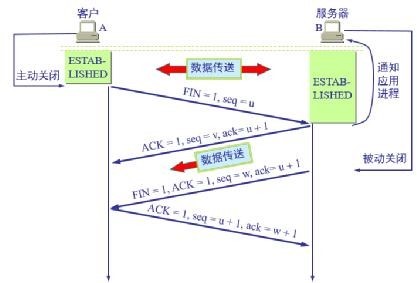 客户
服务器
A
B
ESTAB-
LISHED
数据传送
ESTAB-
LISHED
通知
应用
进程
主动关闭
FIN = 1, seq = u
ACK = 1, seq = v, ack= u + 1
数据传送
被动关闭
FIN = 1, ACK = 1, seq = w, ack= u + 1
ACK = 1, seq = u + 1, ack = w + 1